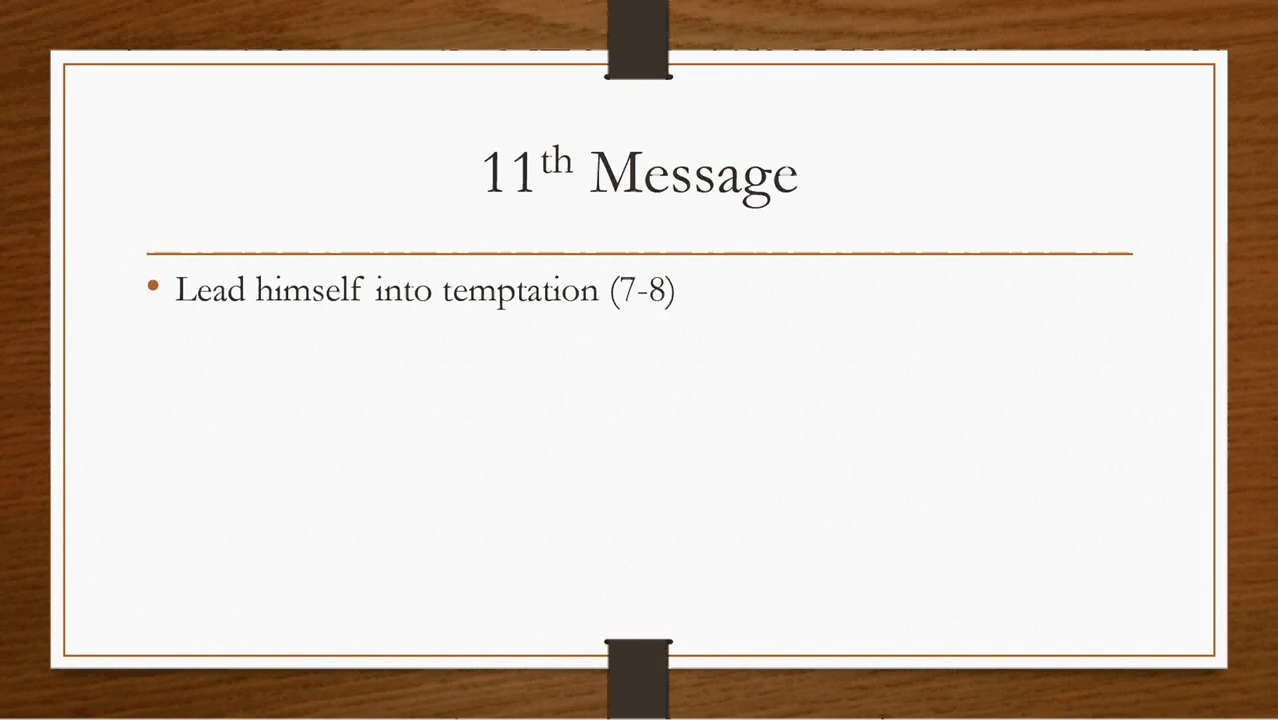 11th Message
• Lead himself into temptation (7-8)